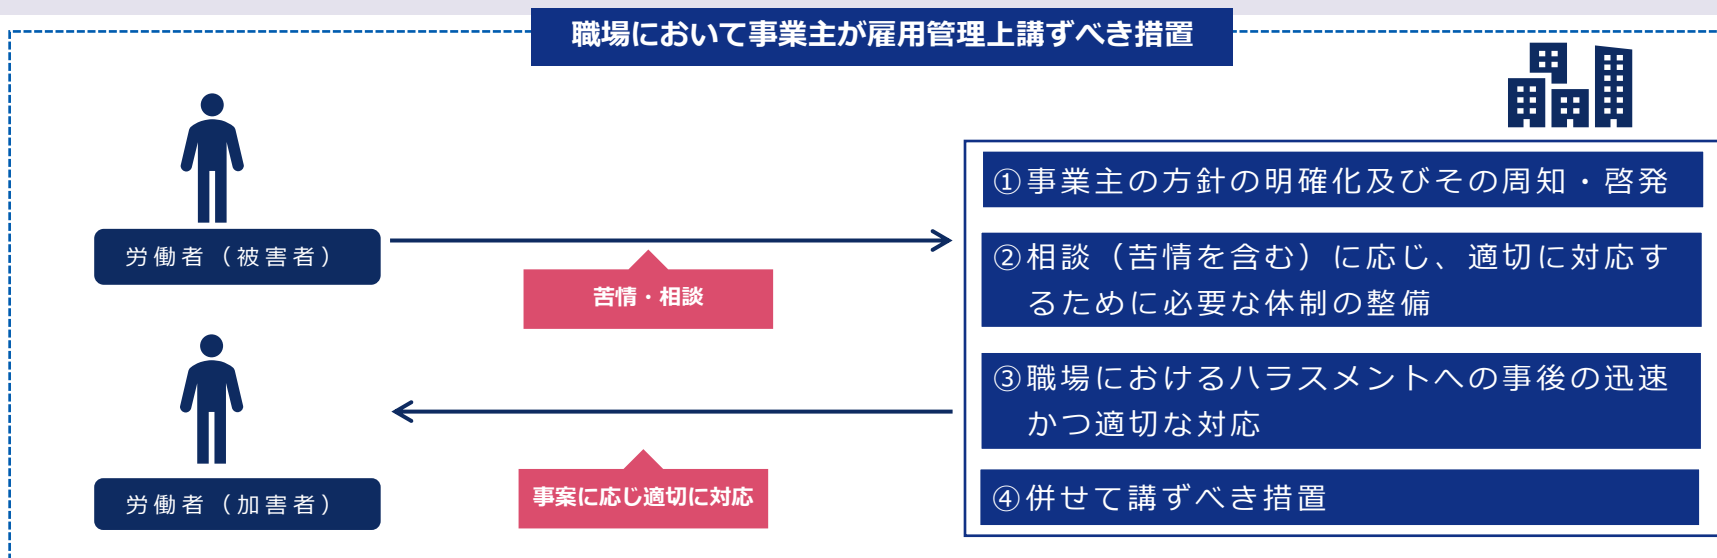 職場において事業主が雇用管理上講ずべき措置
労働者（被害者）
苦情・相談
労働者（加害者）
事案に応じ適切に対応
①事業主の方針の明確化及びその周知・啓発
②相談（苦情を含む）に応じ、適切に対応す
るために必要な体制の整備
③職場におけるハラスメントへの事後の迅速
かつ適切な対応
④併せて講ずべき措置